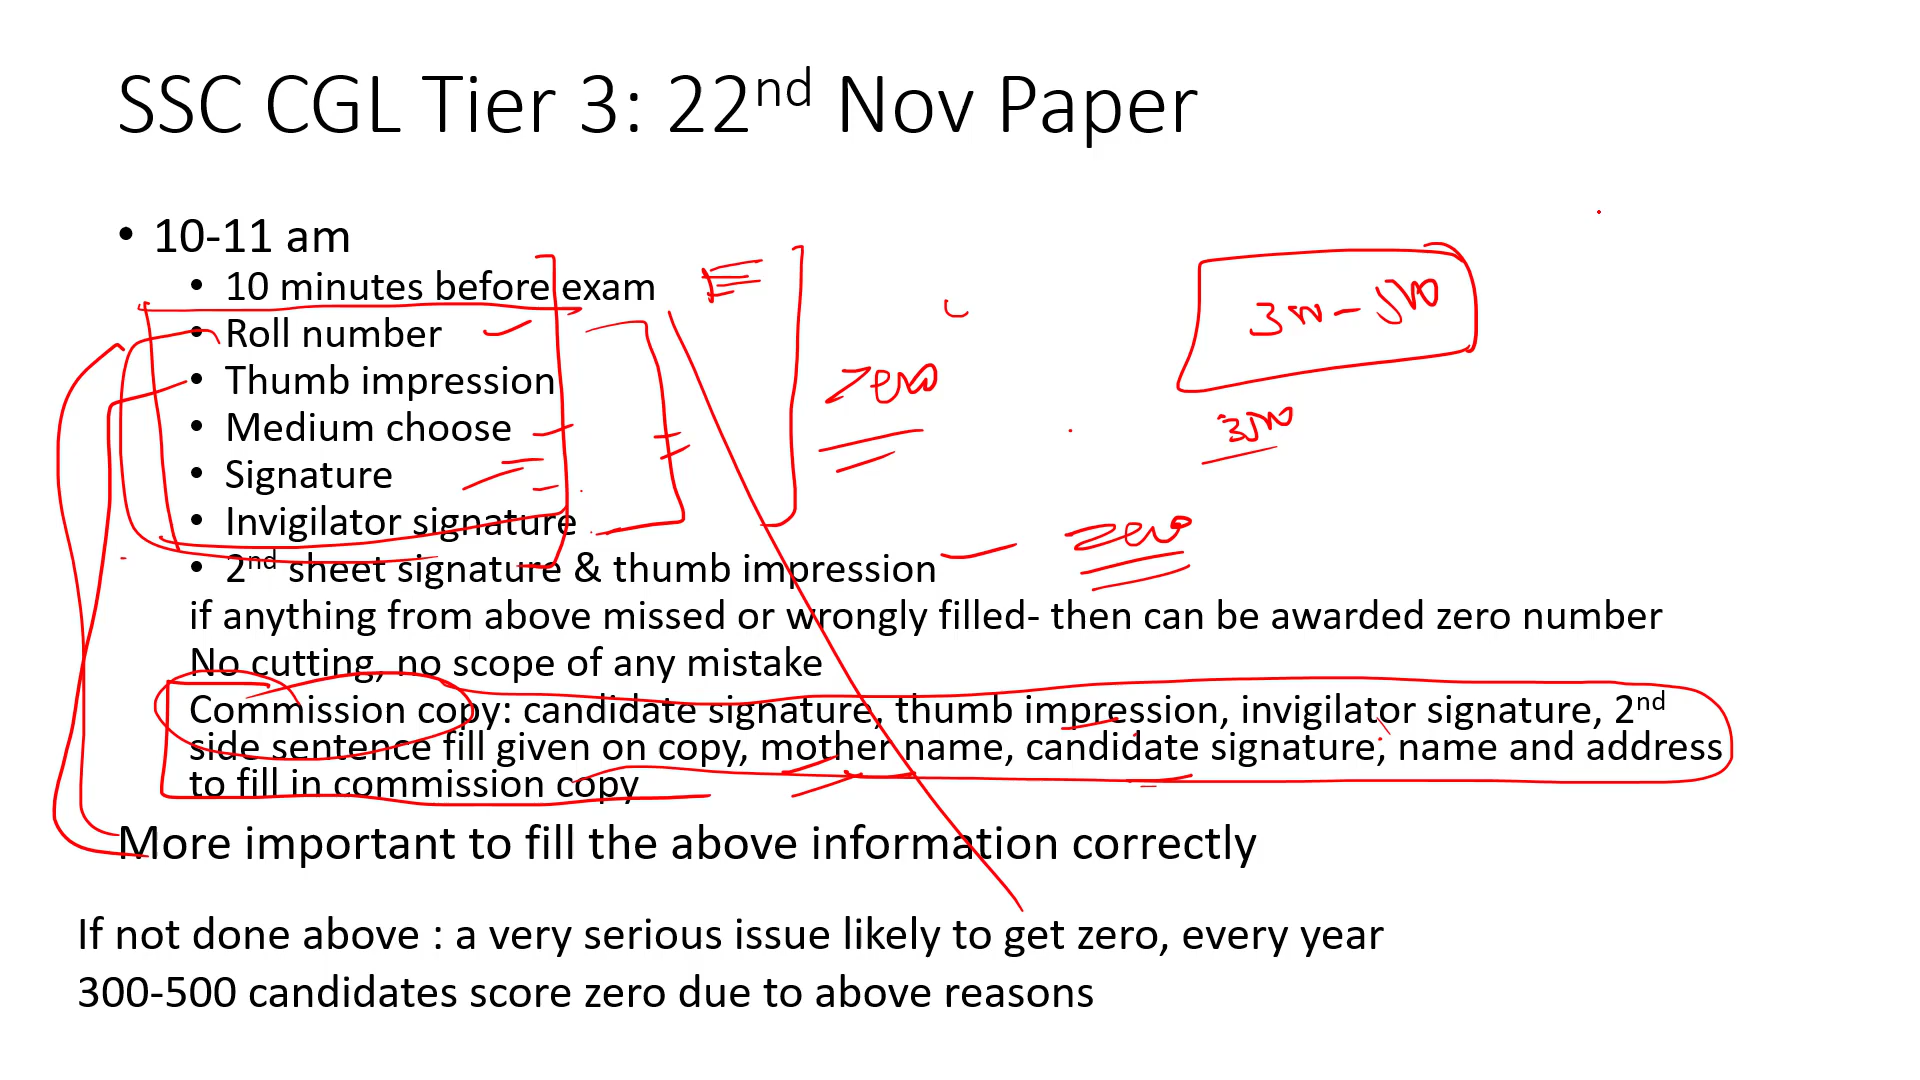 SSC CGL Tier 3: 22nd Nov Paper
• 10-11 am
• 10 minutes before exam
• Roll number
• Thumb impression
• Medium choose
• Signature
• Invigilator signature
• 2nd sheet signature & thumb impression
if anything from above missed or wrongly filled- then can be awarded zero number
No cutting, no scope of any mistake
Commission copy: candidate signature, thumb impression, invigilator signature, 2nd
side sentence fill given on copy, mother name, candidate signature, name and address
to fill in commission copy
More important to fill the above information correctly
If not done above : a very serious issue likely to get zero, every year
300-500 candidates score zero due to above reasons
zero
300-500
350
zero